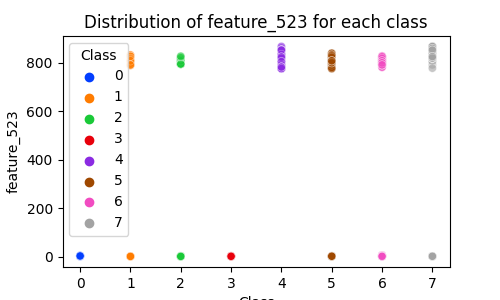 Distribution of feature_523 for each class
feature_523
800
600
400
200
0
Class
0
1
2
3
4
5
6
7
0 1 2 3 4 5 6 7
Class